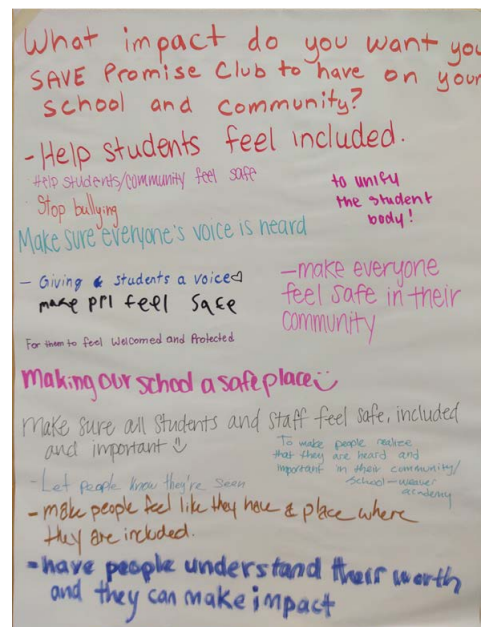 What impact do you want you
SAVE Promise Club to have on your
school and community?
-Help students feel included.
Help students/community feel safe
to unify
the student
body!
Stop bullying
Make sure everyone's voice is heard
- Giving students a voice♡
make ppl feel safe
-make everyone
feel safe in their
community
For them to feel Welcomed and Protected
Making our school a safe place
make sure all students and staff feel safe, included
and important
To make people realize
that they are heard and
important in their community/
school-weaver
academy
-Let people know they're seen
-make people feel like they have a place where
they are included.
-have people understand their worth
and they can make impact